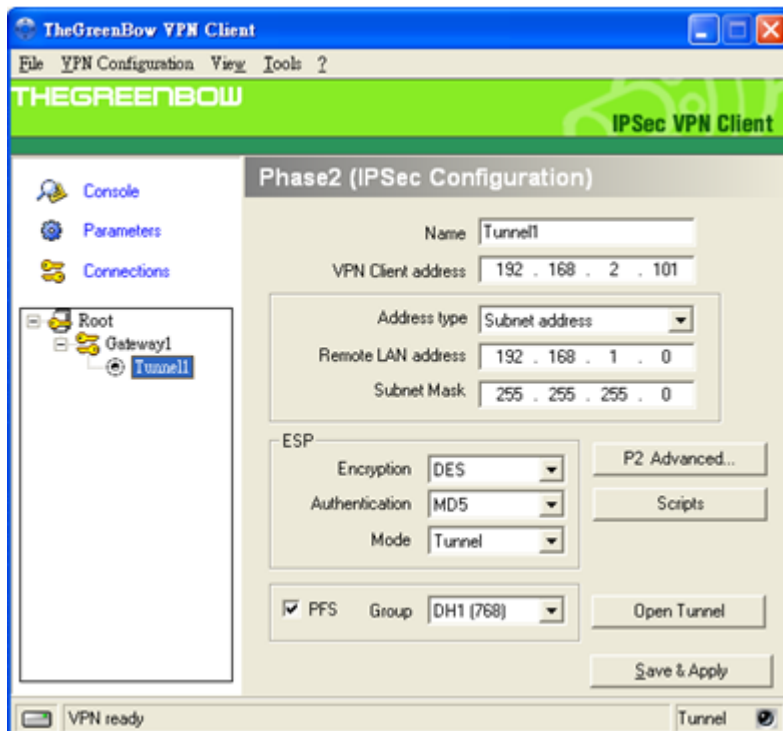 TheGreenBow VPN Client
File VPN Configuration View Tools ?
THEGREENBOW
IPSec VPN Client
Console
Parameters
Connections
Root
Gateway1
Tunnel1
Phase2 (IPSec Configuration)
Name Tunnel1
VPN Client address 192 . 168 . 2 . 101
Address type Subnet address
Remote LAN address 192 . 168 . 1 . 0
Subnet Mask 255 . 255 . 255 . 0
ESP
Encryption DES
Authentication MD5
Mode Tunnel
P2 Advanced...
Scripts
PFS Group DH1 (768)
Open Tunnel
Save & Apply
VPN ready
Tunnel